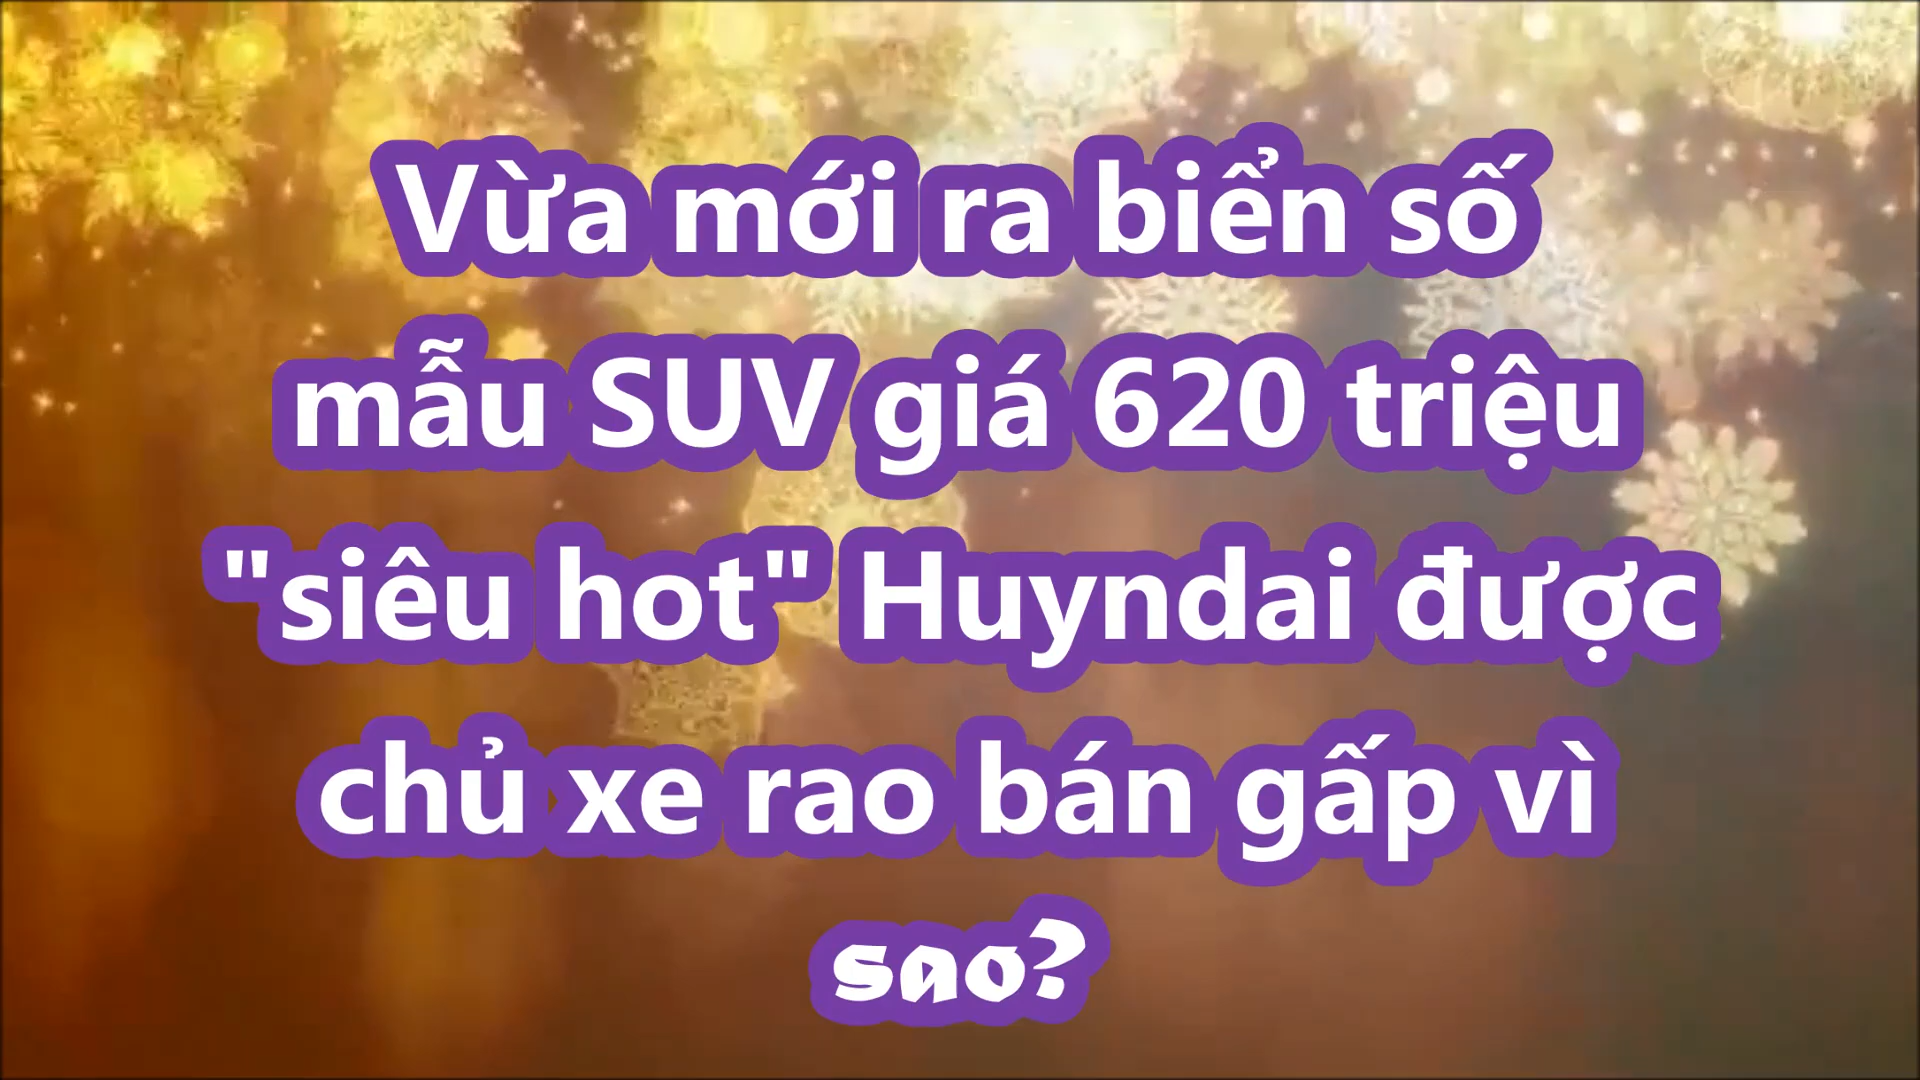 Vừa mới ra biển số
mẫu SUV giá 620 triệu
"siêu hot" Huyndai được
chủ xe rao bán gấp vì
sao?